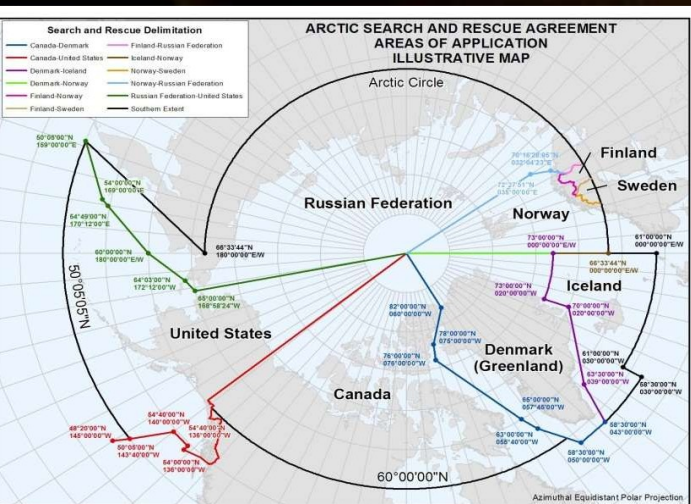 Search and Rescue Delimitation
Canada-Denmark
Canada-United States
Denmark-Iceland
Denmark-Norway
Finland-Norway
Finland-Sweden
Finland-Russian Federation
Iceland-Norway
Norway-Sweden
Norway-Russian Federation
Russian Federation-United States
Southern Extent
ARCTIC SEARCH AND RESCUE AGREEMENT
AREAS OF APPLICATION
ILLUSTRATIVE MAP
Arctic Circle
50°05'05"N
159°00'00"E
54°00'00"N
169°00'00"E
54°49'00"N
170°12'00"E
60°00'00"N
180°00'00"E/W
64°03'00"N
172°12'00"W
65°00'00"N
168°58'24"W
66°33'44"N
180°00'00"E/W
Russian Federation
032°04'23"E
Finland
Sweden
Norway
73°00'00"N
000°00'00"E/W
61°00'00"N
000°00'00"E/W
66°33'44"N
000°00'00"E/W
Iceland
73°00'00"N
020°00'00"W
70°00'00"N
020°00'00"W
82°00'00"N
060°00'00"W
78°00'00"N
075°00'00"W
76°00'00"N
Denmark
(Greenland)
61°00'00"N
030°00'00"W
58°30'00"N
030°00'00"W
63°30'00"N
039°00'00"W
50°05'05"N
United States
Canada
65°00'00"N
057°45'00"W
63°00'00"N
58°30'00"N
043°00'00"W
58°30'00"N
050°00'00"W
48°20'00"N
145°00'00"W
50°05'00"N
143°40'00"W
54°40'00"N
140°00'00"W
54°40'00"N
136°00'00"W
54°00'00"N
136°00'00"W
60°00'00"N
Azimuthal Equidistant Polar Projection